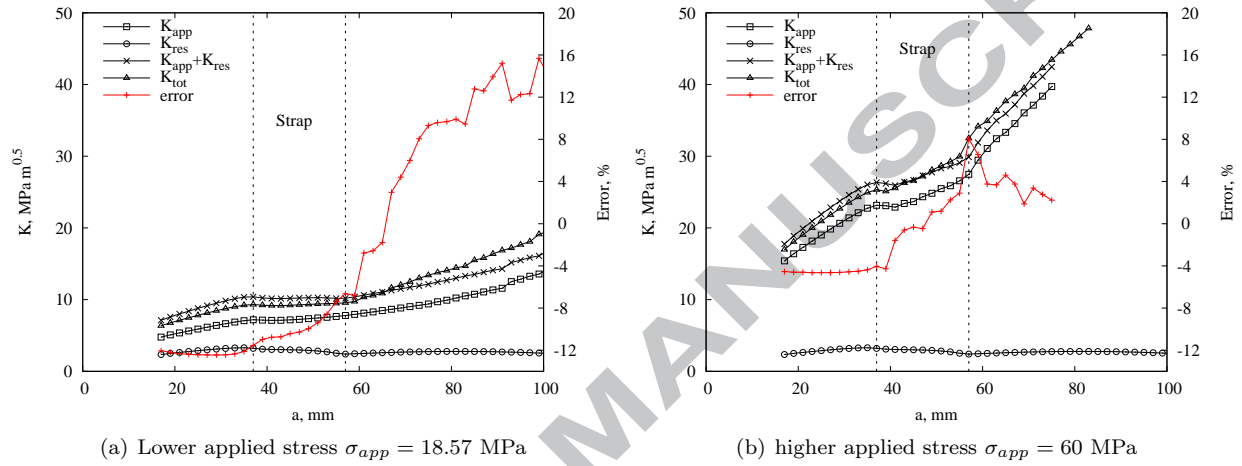 50
40
30
20
10
0
K, MPa m^0.5
0 20 40 60 80 100
a, mm
20
16
12
8
4
0
-4
-8
-12
Error, %
K_app
K_res
K_app+K_res
K_tot
error
Strap
(a) Lower applied stress σ_app = 18.57 MPa
50
40
30
20
10
0
K, MPa m^0.5
0 20 40 60 80 100
a, mm
20
16
12
8
4
0
-4
-8
-12
Error, %
K_app
K_res
K_app+K_res
K_tot
error
Strap
(b) higher applied stress σ_app = 60 MPa
MANUSCR